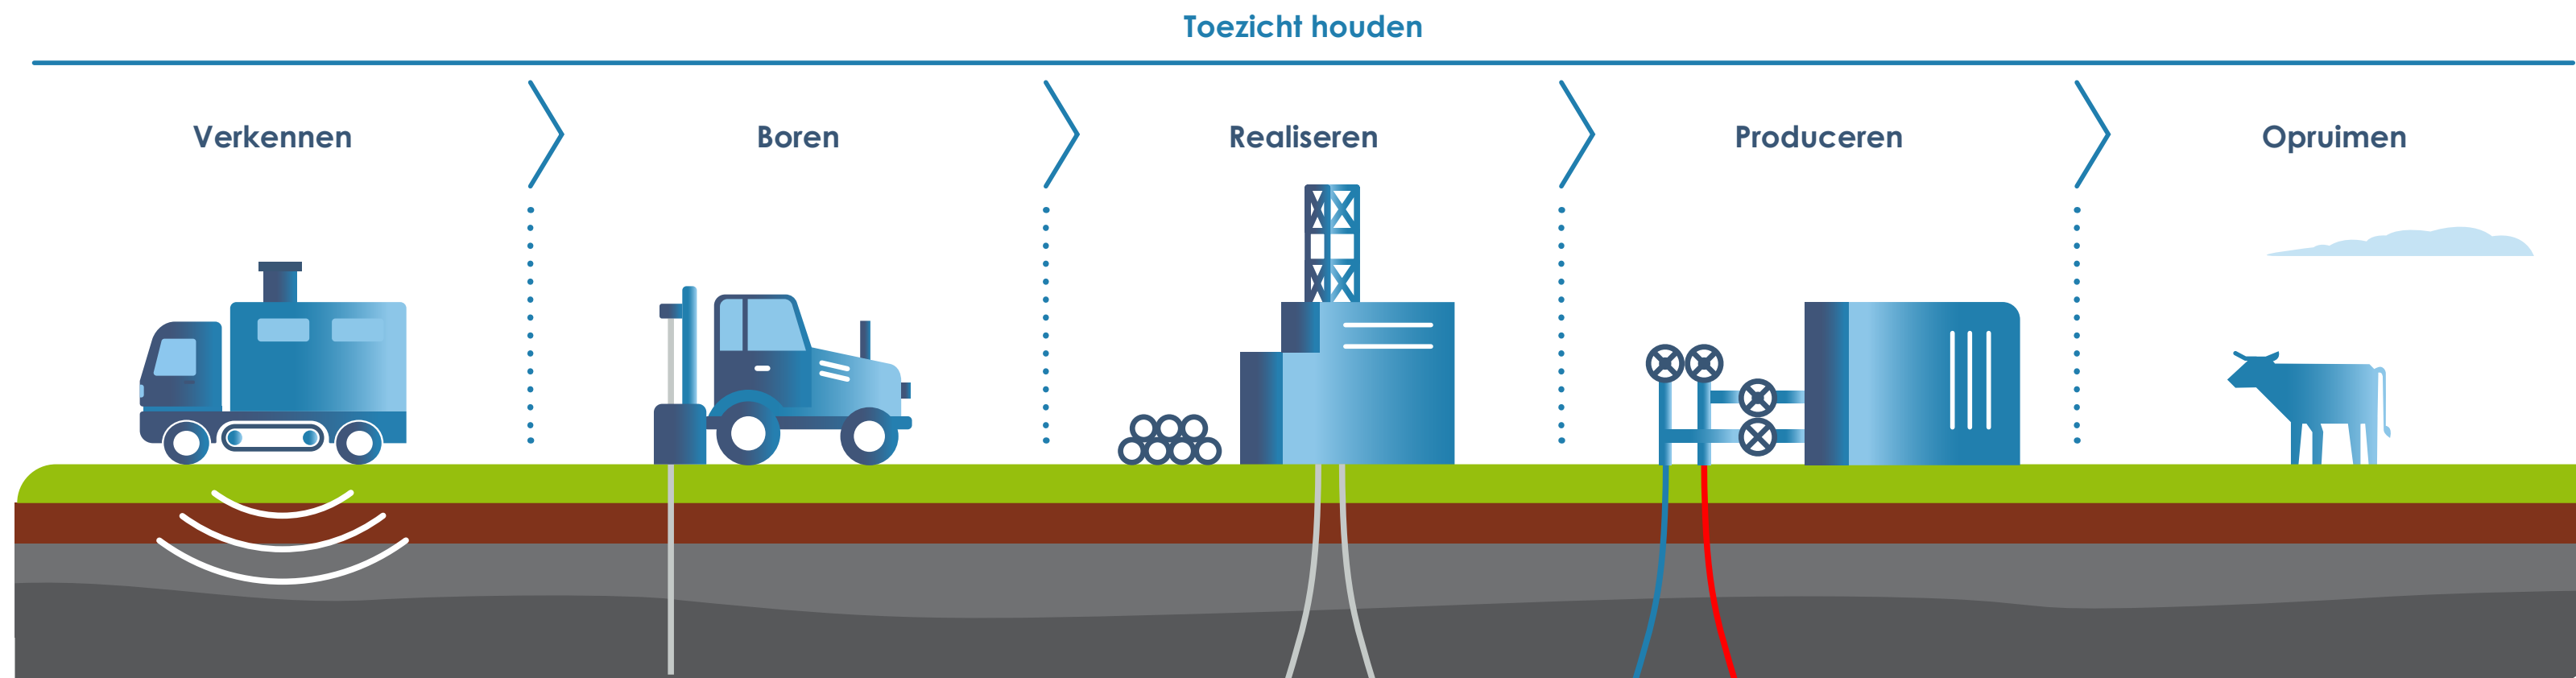 Toezicht houden
Verkennen
Boren
Realiseren
Produceren
Opruimen